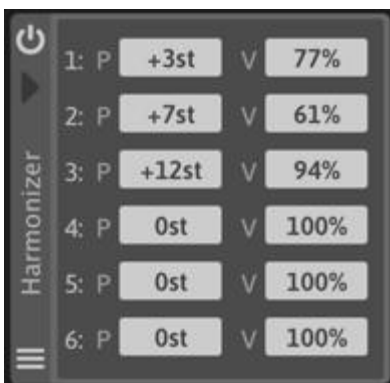 Harmonizer
1: P +3st V 77%
2: P +7st V 61%
3: P +12st V 94%
4: P 0st V 100%
5: P 0st V 100%
6: P 0st V 100%